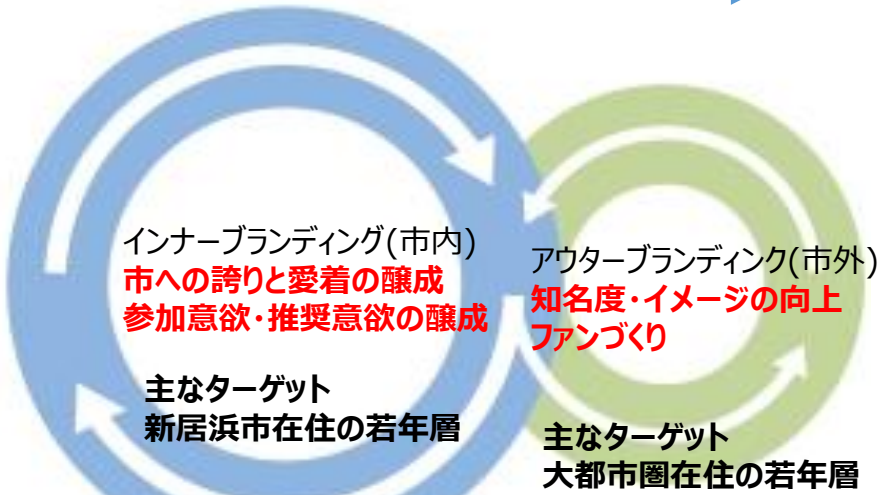 インナーブランディング(市内)
市への誇りと愛着の醸成
参加意欲・推奨意欲の醸成
主なターゲット
新居浜市在住の若年層
アウターブランディンク(市外)
知名度・イメージの向上
ファンづくり
主なターゲット
大都市圏在住の若年層